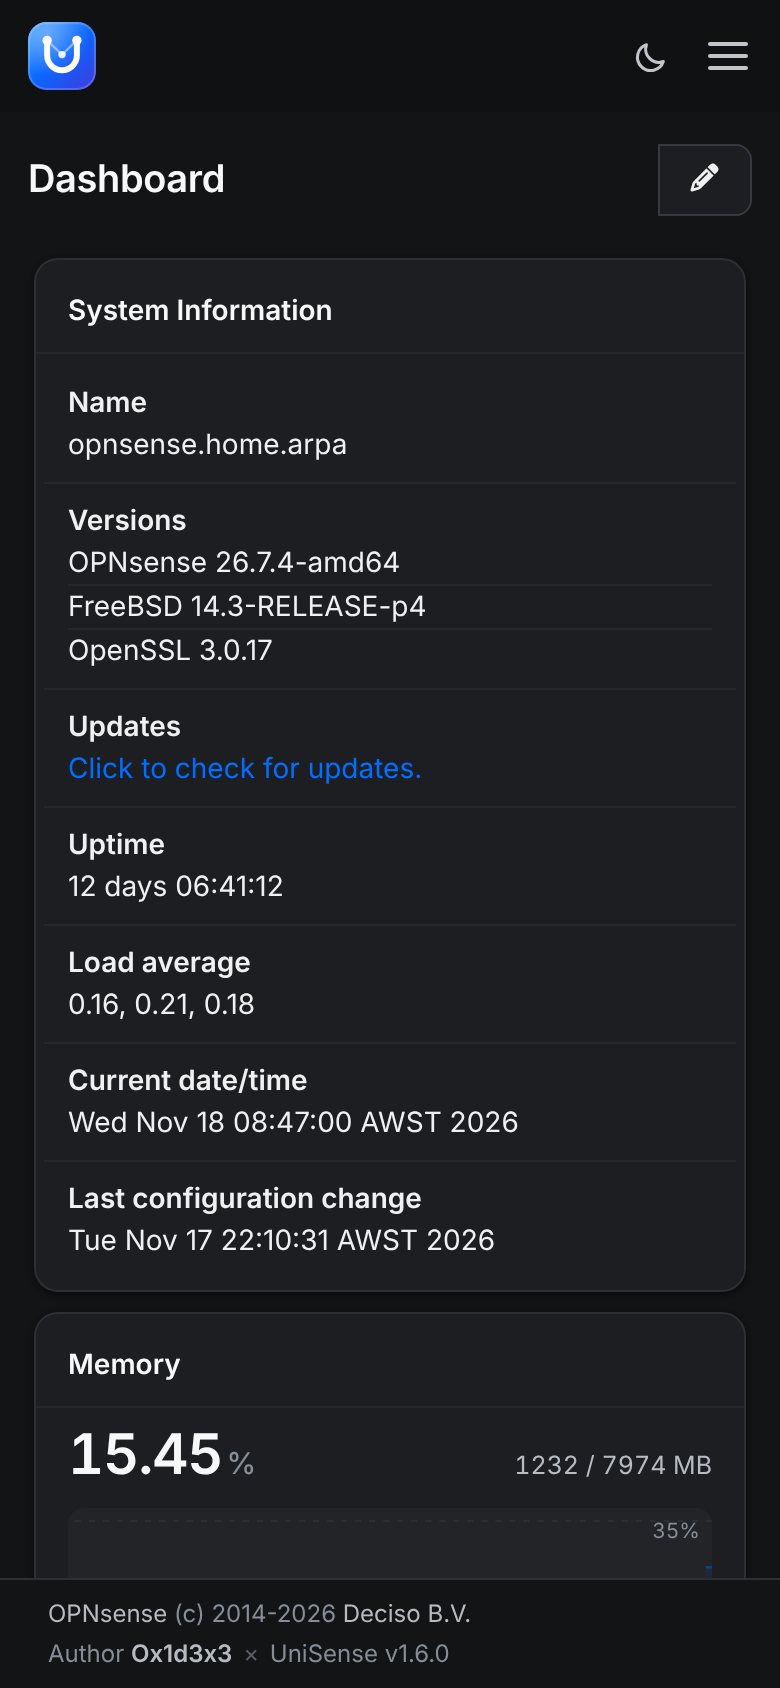 Dashboard
System Information
Name
opnsense.home.arpa
Versions
OPNsense 26.7.4-amd64
FreeBSD 14.3-RELEASE-p4
OpenSSL 3.0.17
Updates
Click to check for updates.
Uptime
12 days 06:41:12
Load average
0.16, 0.21, 0.18
Current date/time
Wed Nov 18 08:47:00 AWST 2026
Last configuration change
Tue Nov 17 22:10:31 AWST 2026
Memory
15.45 % 1232 / 7974 MB
35%
OPNsense (c) 2014-2026 Deciso B.V.
Author Ox1d3x3 × UniSense v1.6.0